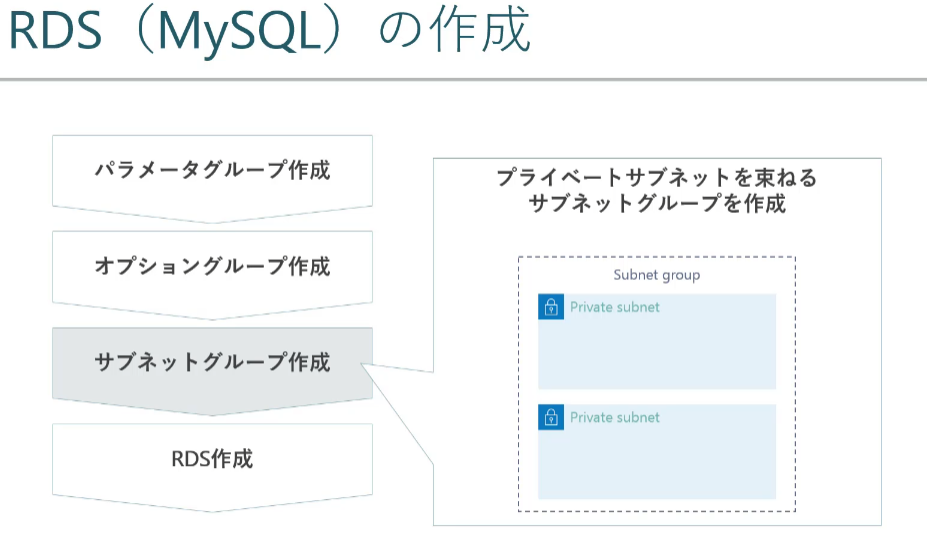 RDS（MySQL）の作成
パラメータグループ作成
オプショングループ作成
サブネットグループ作成
RDS作成
プライベートサブネットを束ねる
サブネットグループを作成
Subnet group
Private subnet
Private subnet